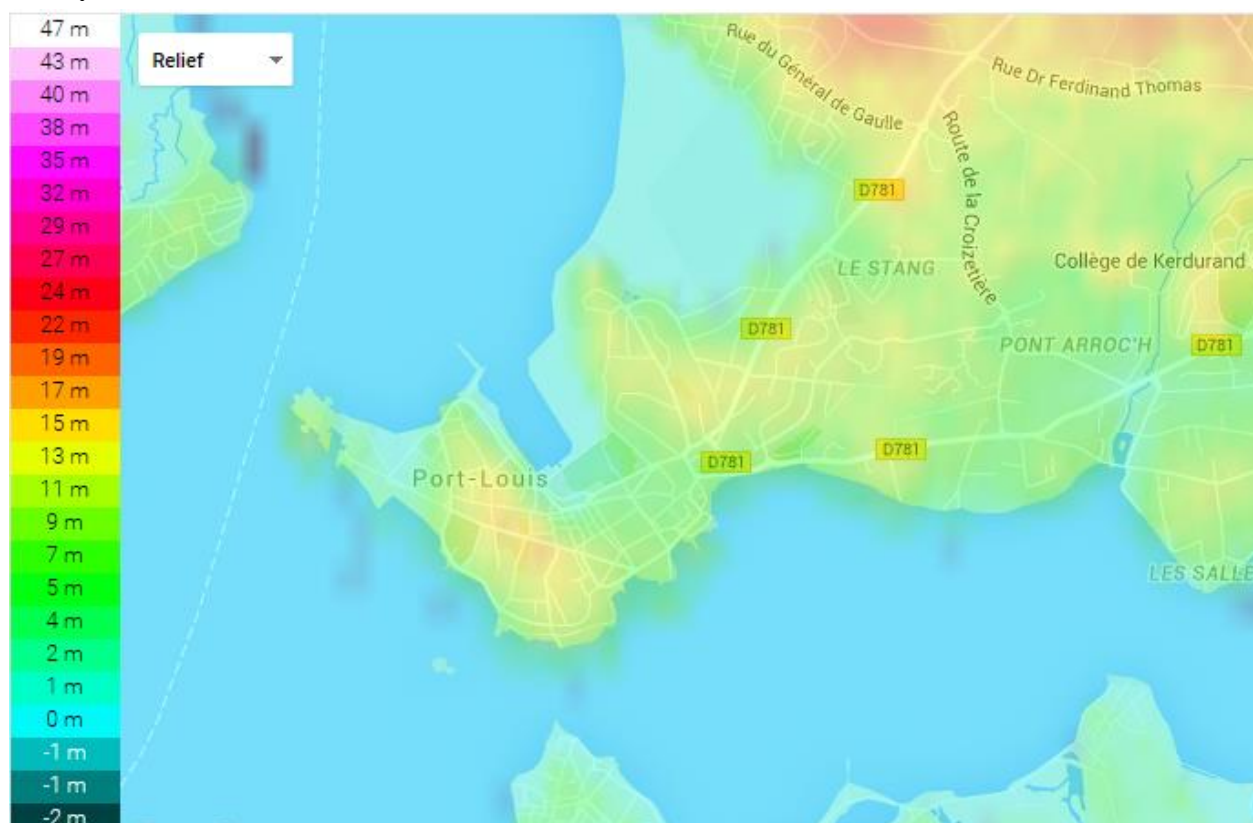 47 m
43 m
40 m
38 m
35 m
32 m
29 m
27 m
24 m
22 m
19 m
17 m
15 m
13 m
11 m
9 m
7 m
5 m
4 m
2 m
1 m
0 m
-1 m
-1 m
-2 m
Relief
Rue du Général de Gaulle
Rue Dr Ferdinand Thomas
Route de la Croizetière
D781
LE STANG
Collège de Kerdurand
D781
PONT ARROC'H
D781
Port-Louis
D781
D781
LES SALLE